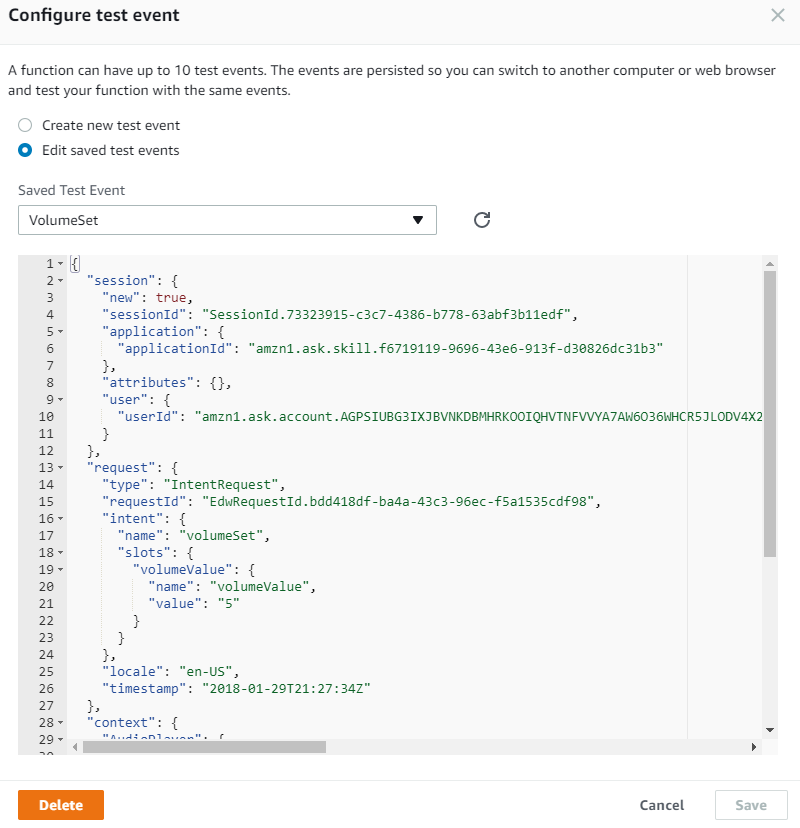 Configure test event
A function can have up to 10 test events. The events are persisted so you can switch to another computer or web browser
and test your function with the same events.
Create new test event
Edit saved test events
Saved Test Event
VolumeSet
1 {
2 "session": {
3 "new": true,
4 "sessionId": "SessionId.73323915-c3c7-4386-b778-63abf3b11edf",
5 "application": {
6 "applicationId": "amzn1.ask.skill.f6719119-9696-43e6-913f-d30826dc31b3"
7 },
8 "attributes": {},
9 "user": {
10 "userId": "amzn1.ask.account.AGPSIUBG3IXJBVNKDBMHRKOOIQHVTNFVVYA7AW6O36WHCR5JLODV4X2
11 }
12 },
13 "request": {
14 "type": "IntentRequest",
15 "requestId": "EdwRequestId.bdd418df-ba4a-43c3-96ec-f5a1535cdf98",
16 "intent": {
17 "name": "volumeSet",
18 "slots": {
19 "volumeValue": {
20 "name": "volumeValue",
21 "value": "5"
22 }
23 }
24 },
25 "locale": "en-US",
26 "timestamp": "2018-01-29T21:27:34Z"
27 },
28 "context": {
29 "AudioPlayer": {
30
Delete
Cancel
Save